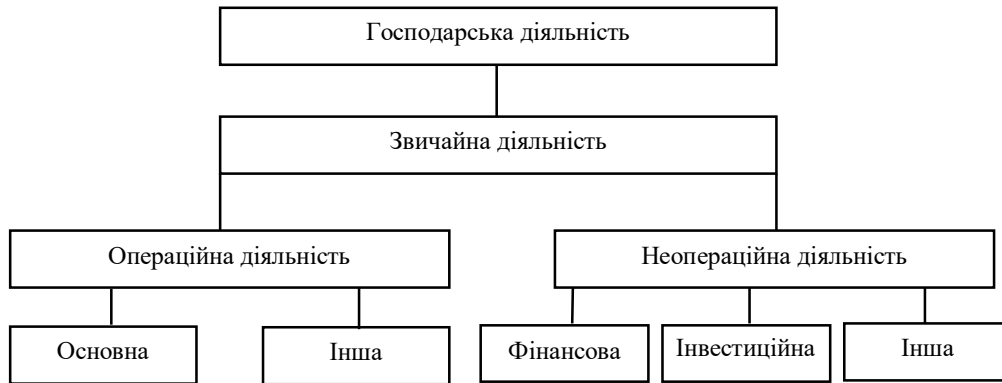 Господарська діяльність
Звичайна діяльність
Операційна діяльність
Неопераційна діяльність
Основна
Інша
Фінансова
Інвестиційна
Інша